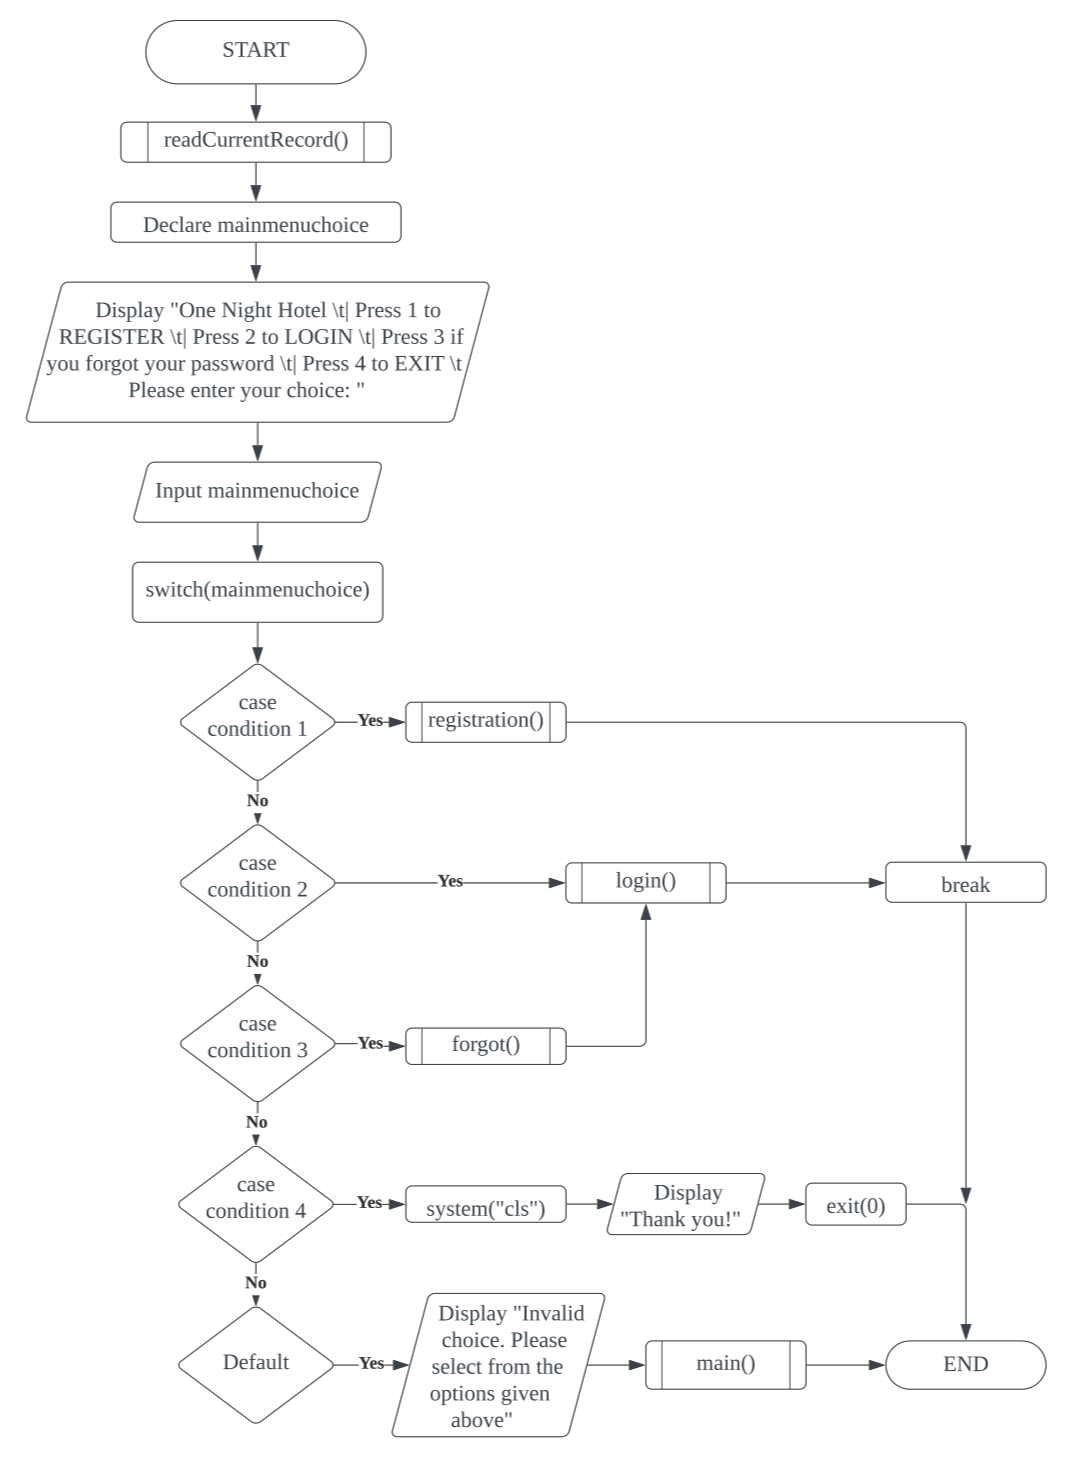 START
readCurrentRecord()
Declare mainmenuchoice
Display "One Night Hotel \t| Press 1 to
REGISTER \t| Press 2 to LOGIN \t| Press 3 if
you forgot your password \t| Press 4 to EXIT \t
Please enter your choice: "
Input mainmenuchoice
switch(mainmenuchoice)
case
condition 1
Yes
registration()
No
case
condition 2
Yes
login()
break
No
case
condition 3
Yes
forgot()
No
case
condition 4
Yes
system("cls")
Display
"Thank you!"
exit(0)
No
Default
Yes
Display "Invalid
choice. Please
select from the
options given
above"
main()
END